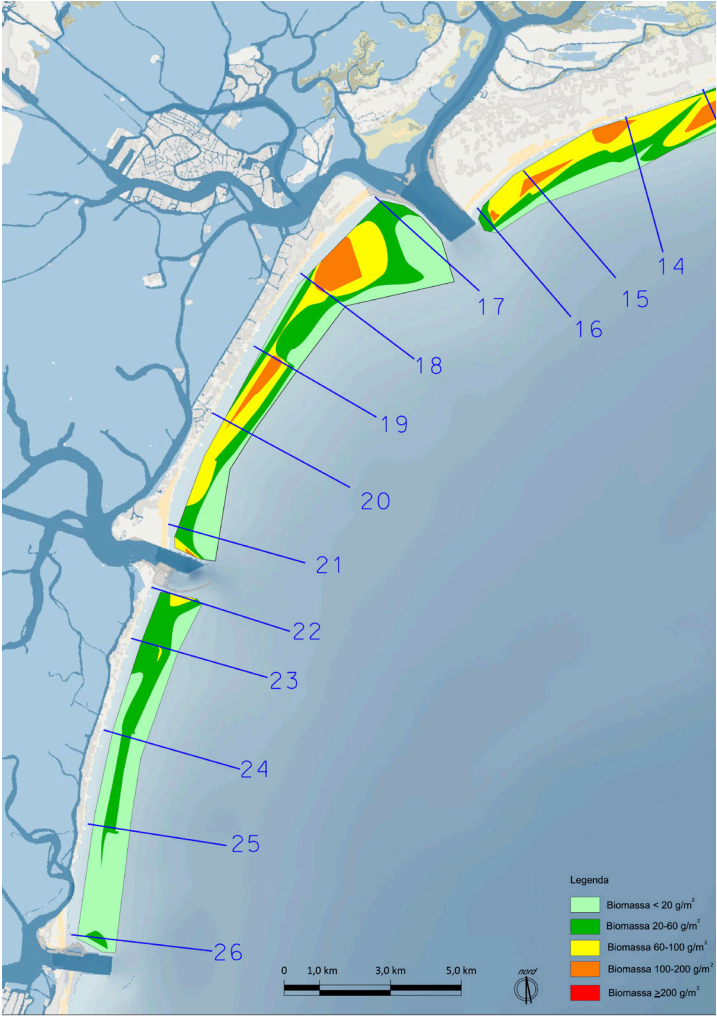 14
15
16
17
18
19
20
21
22
23
24
25
26
Legenda
Biomassa < 20 g/m²
Biomassa 20-60 g/m²
Biomassa 60-100 g/m²
Biomassa 100-200 g/m²
Biomassa ≥200 g/m²
0 1,0 km 3,0 km 5,0 km
nord